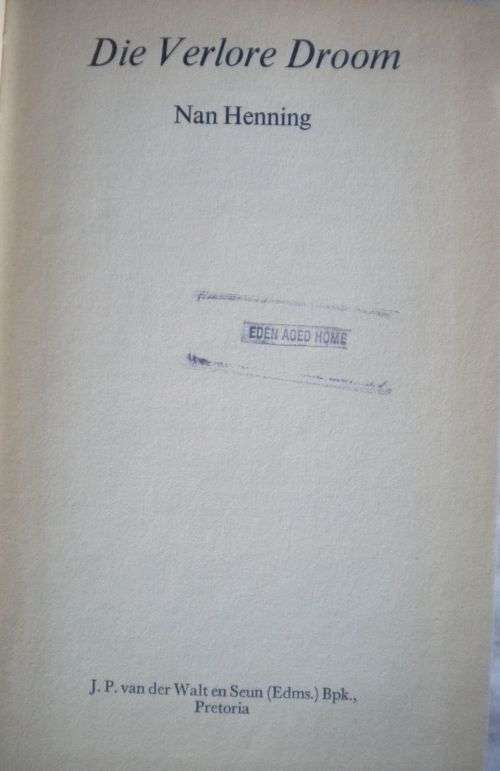 Die Verlore Droom
Nan Henning
EDEN AGED HOME
J. P. van der Walt en Seun (Edms.) Bpk.,
Pretoria